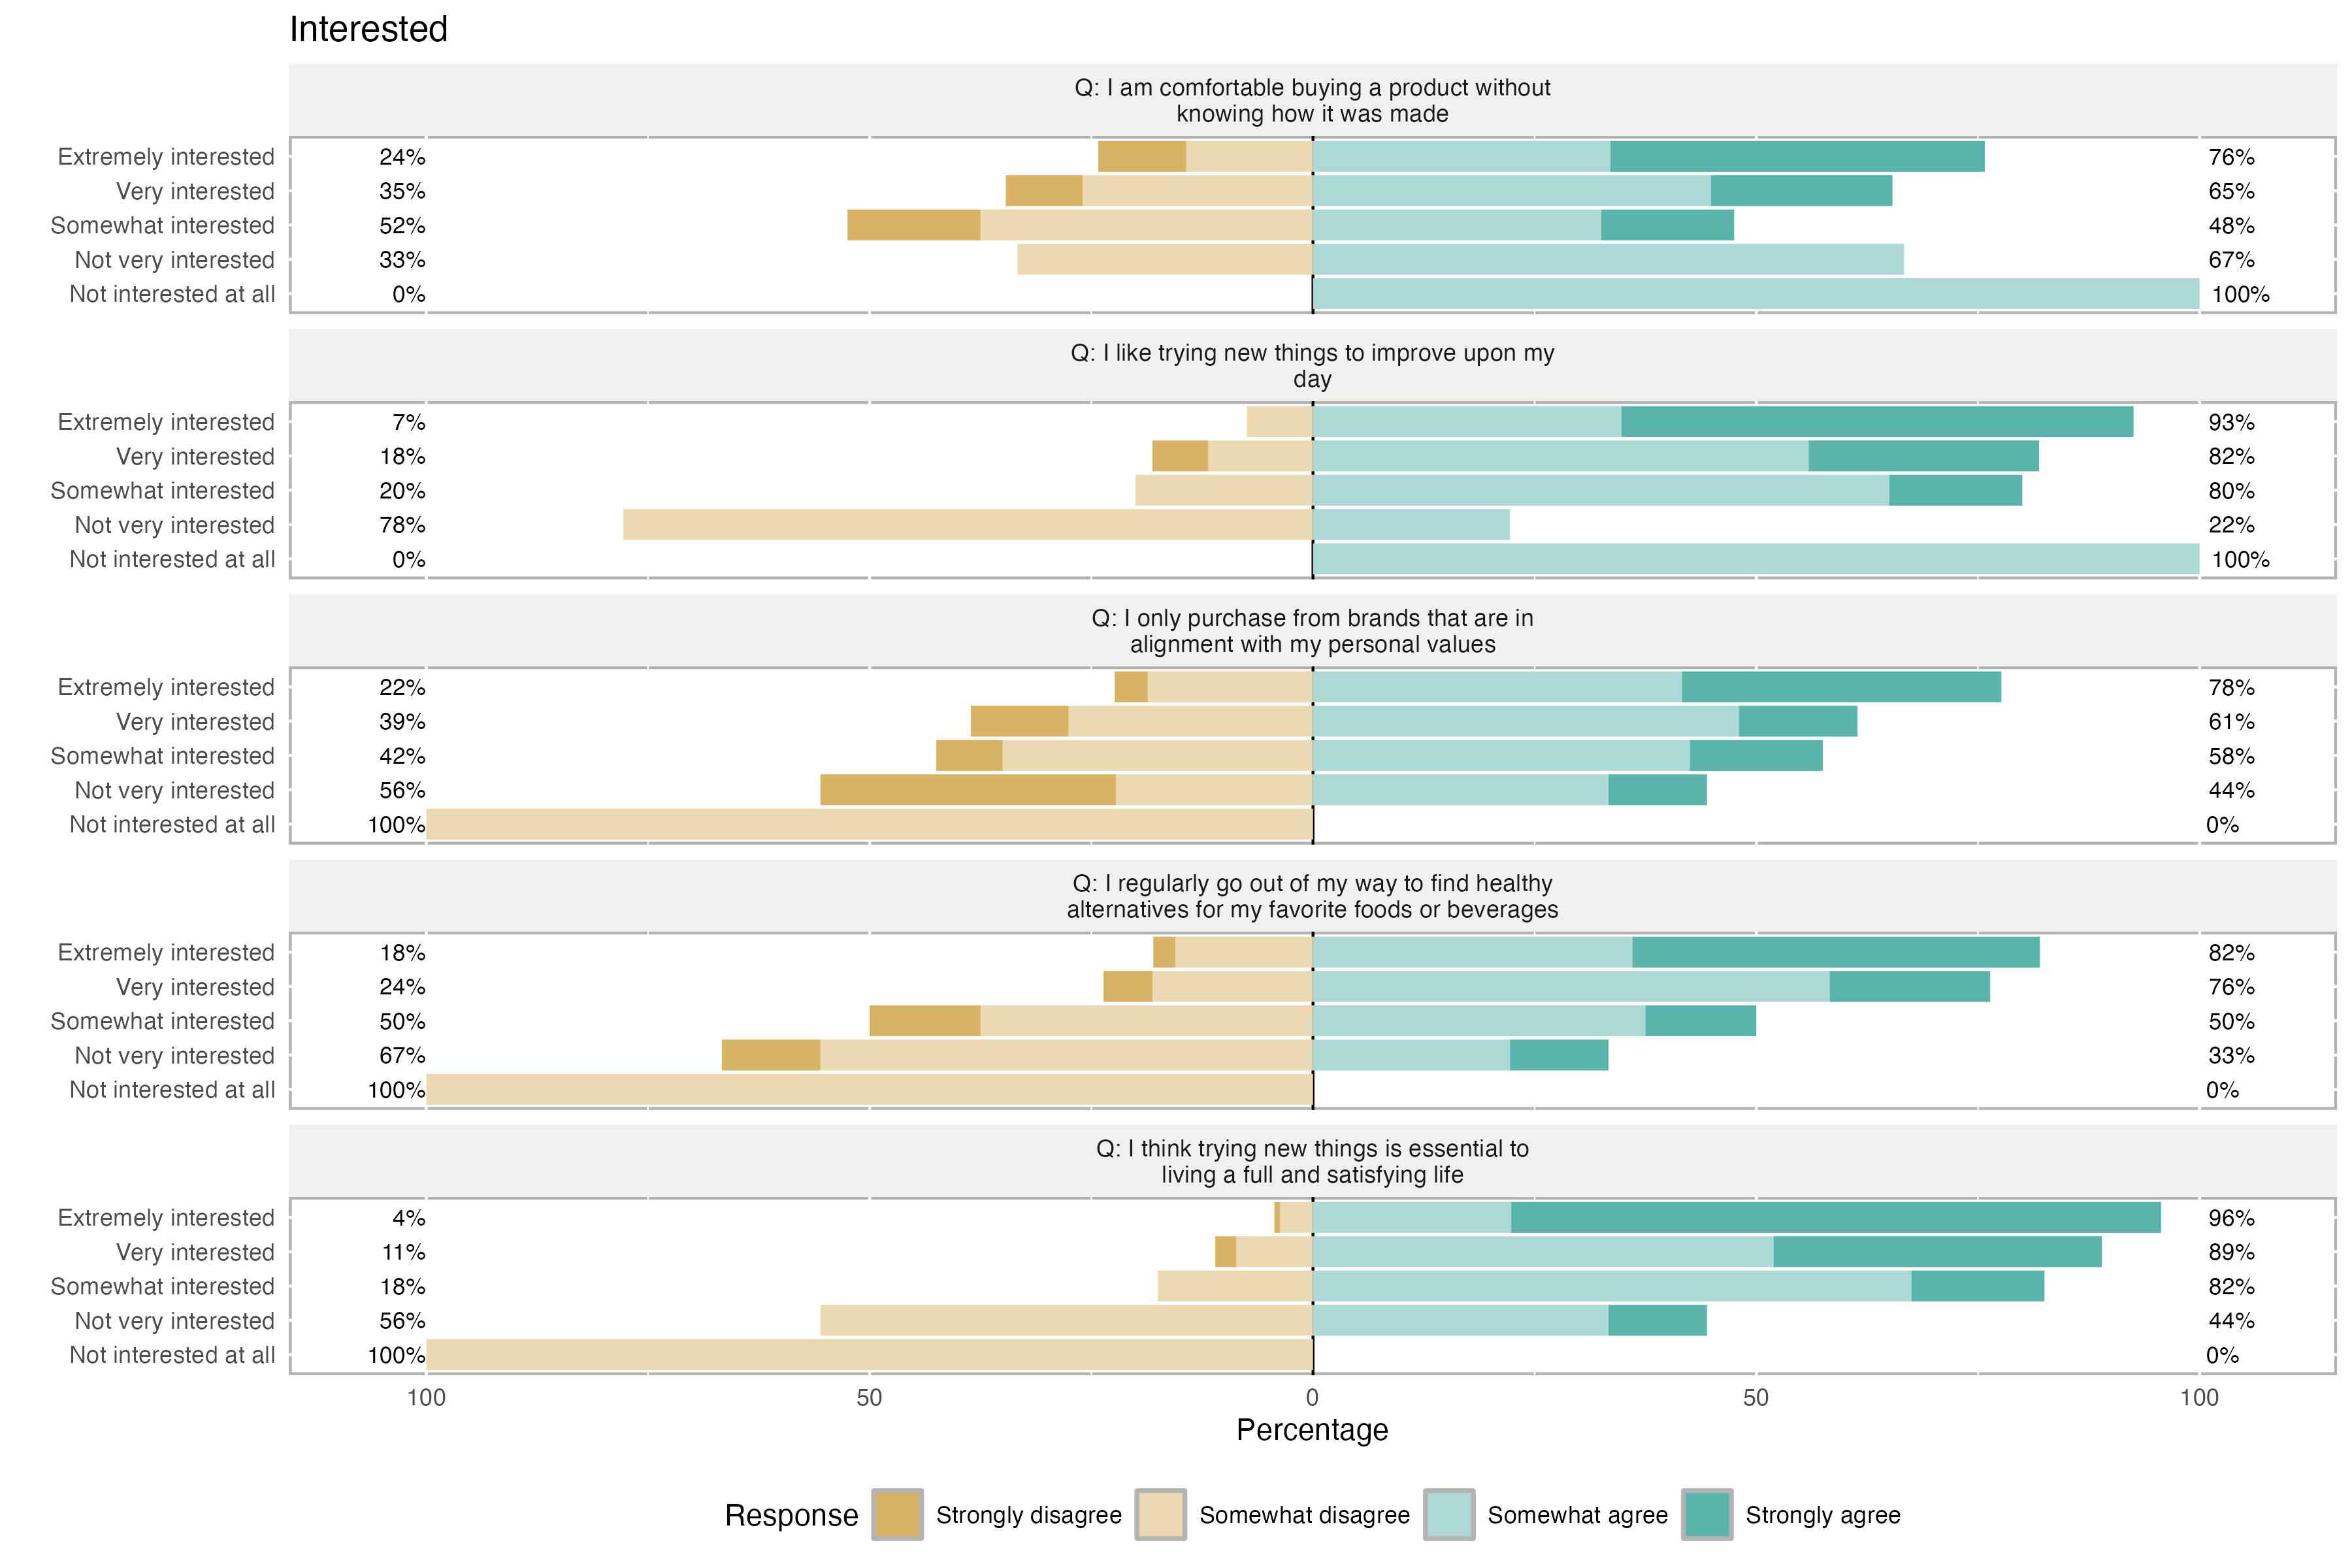 Interested
Q: I am comfortable buying a product without
knowing how it was made
Extremely interested 24% 76%
Very interested 35% 65%
Somewhat interested 52% 48%
Not very interested 33% 67%
Not interested at all 0% 100%
Q: I like trying new things to improve upon my
day
Extremely interested 7% 93%
Very interested 18% 82%
Somewhat interested 20% 80%
Not very interested 78% 22%
Not interested at all 0% 100%
Q: I only purchase from brands that are in
alignment with my personal values
Extremely interested 22% 78%
Very interested 39% 61%
Somewhat interested 42% 58%
Not very interested 56% 44%
Not interested at all 100% 0%
Q: I regularly go out of my way to find healthy
alternatives for my favorite foods or beverages
Extremely interested 18% 82%
Very interested 24% 76%
Somewhat interested 50% 50%
Not very interested 67% 33%
Not interested at all 100% 0%
Q: I think trying new things is essential to
living a full and satisfying life
Extremely interested 4% 96%
Very interested 11% 89%
Somewhat interested 18% 82%
Not very interested 56% 44%
Not interested at all 100% 0%
100 50 0 50 100
Percentage
Response Strongly disagree Somewhat disagree Somewhat agree Strongly agree